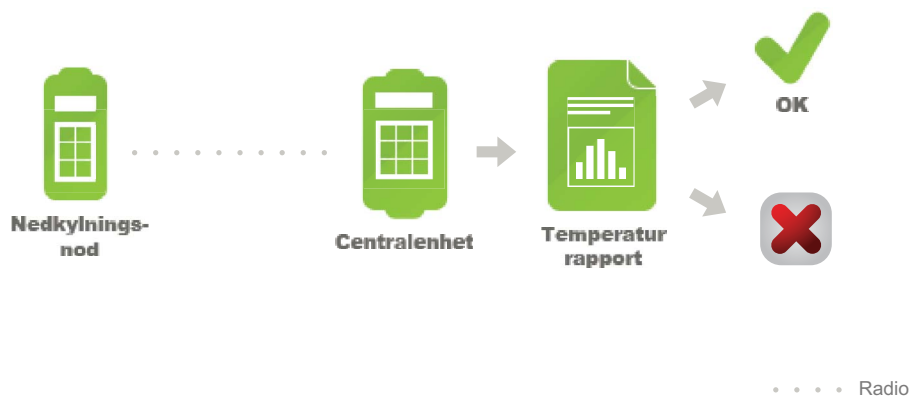 OK
Nedkylnings-
nod
Centralenhet
Temperatur
rapport
Radio